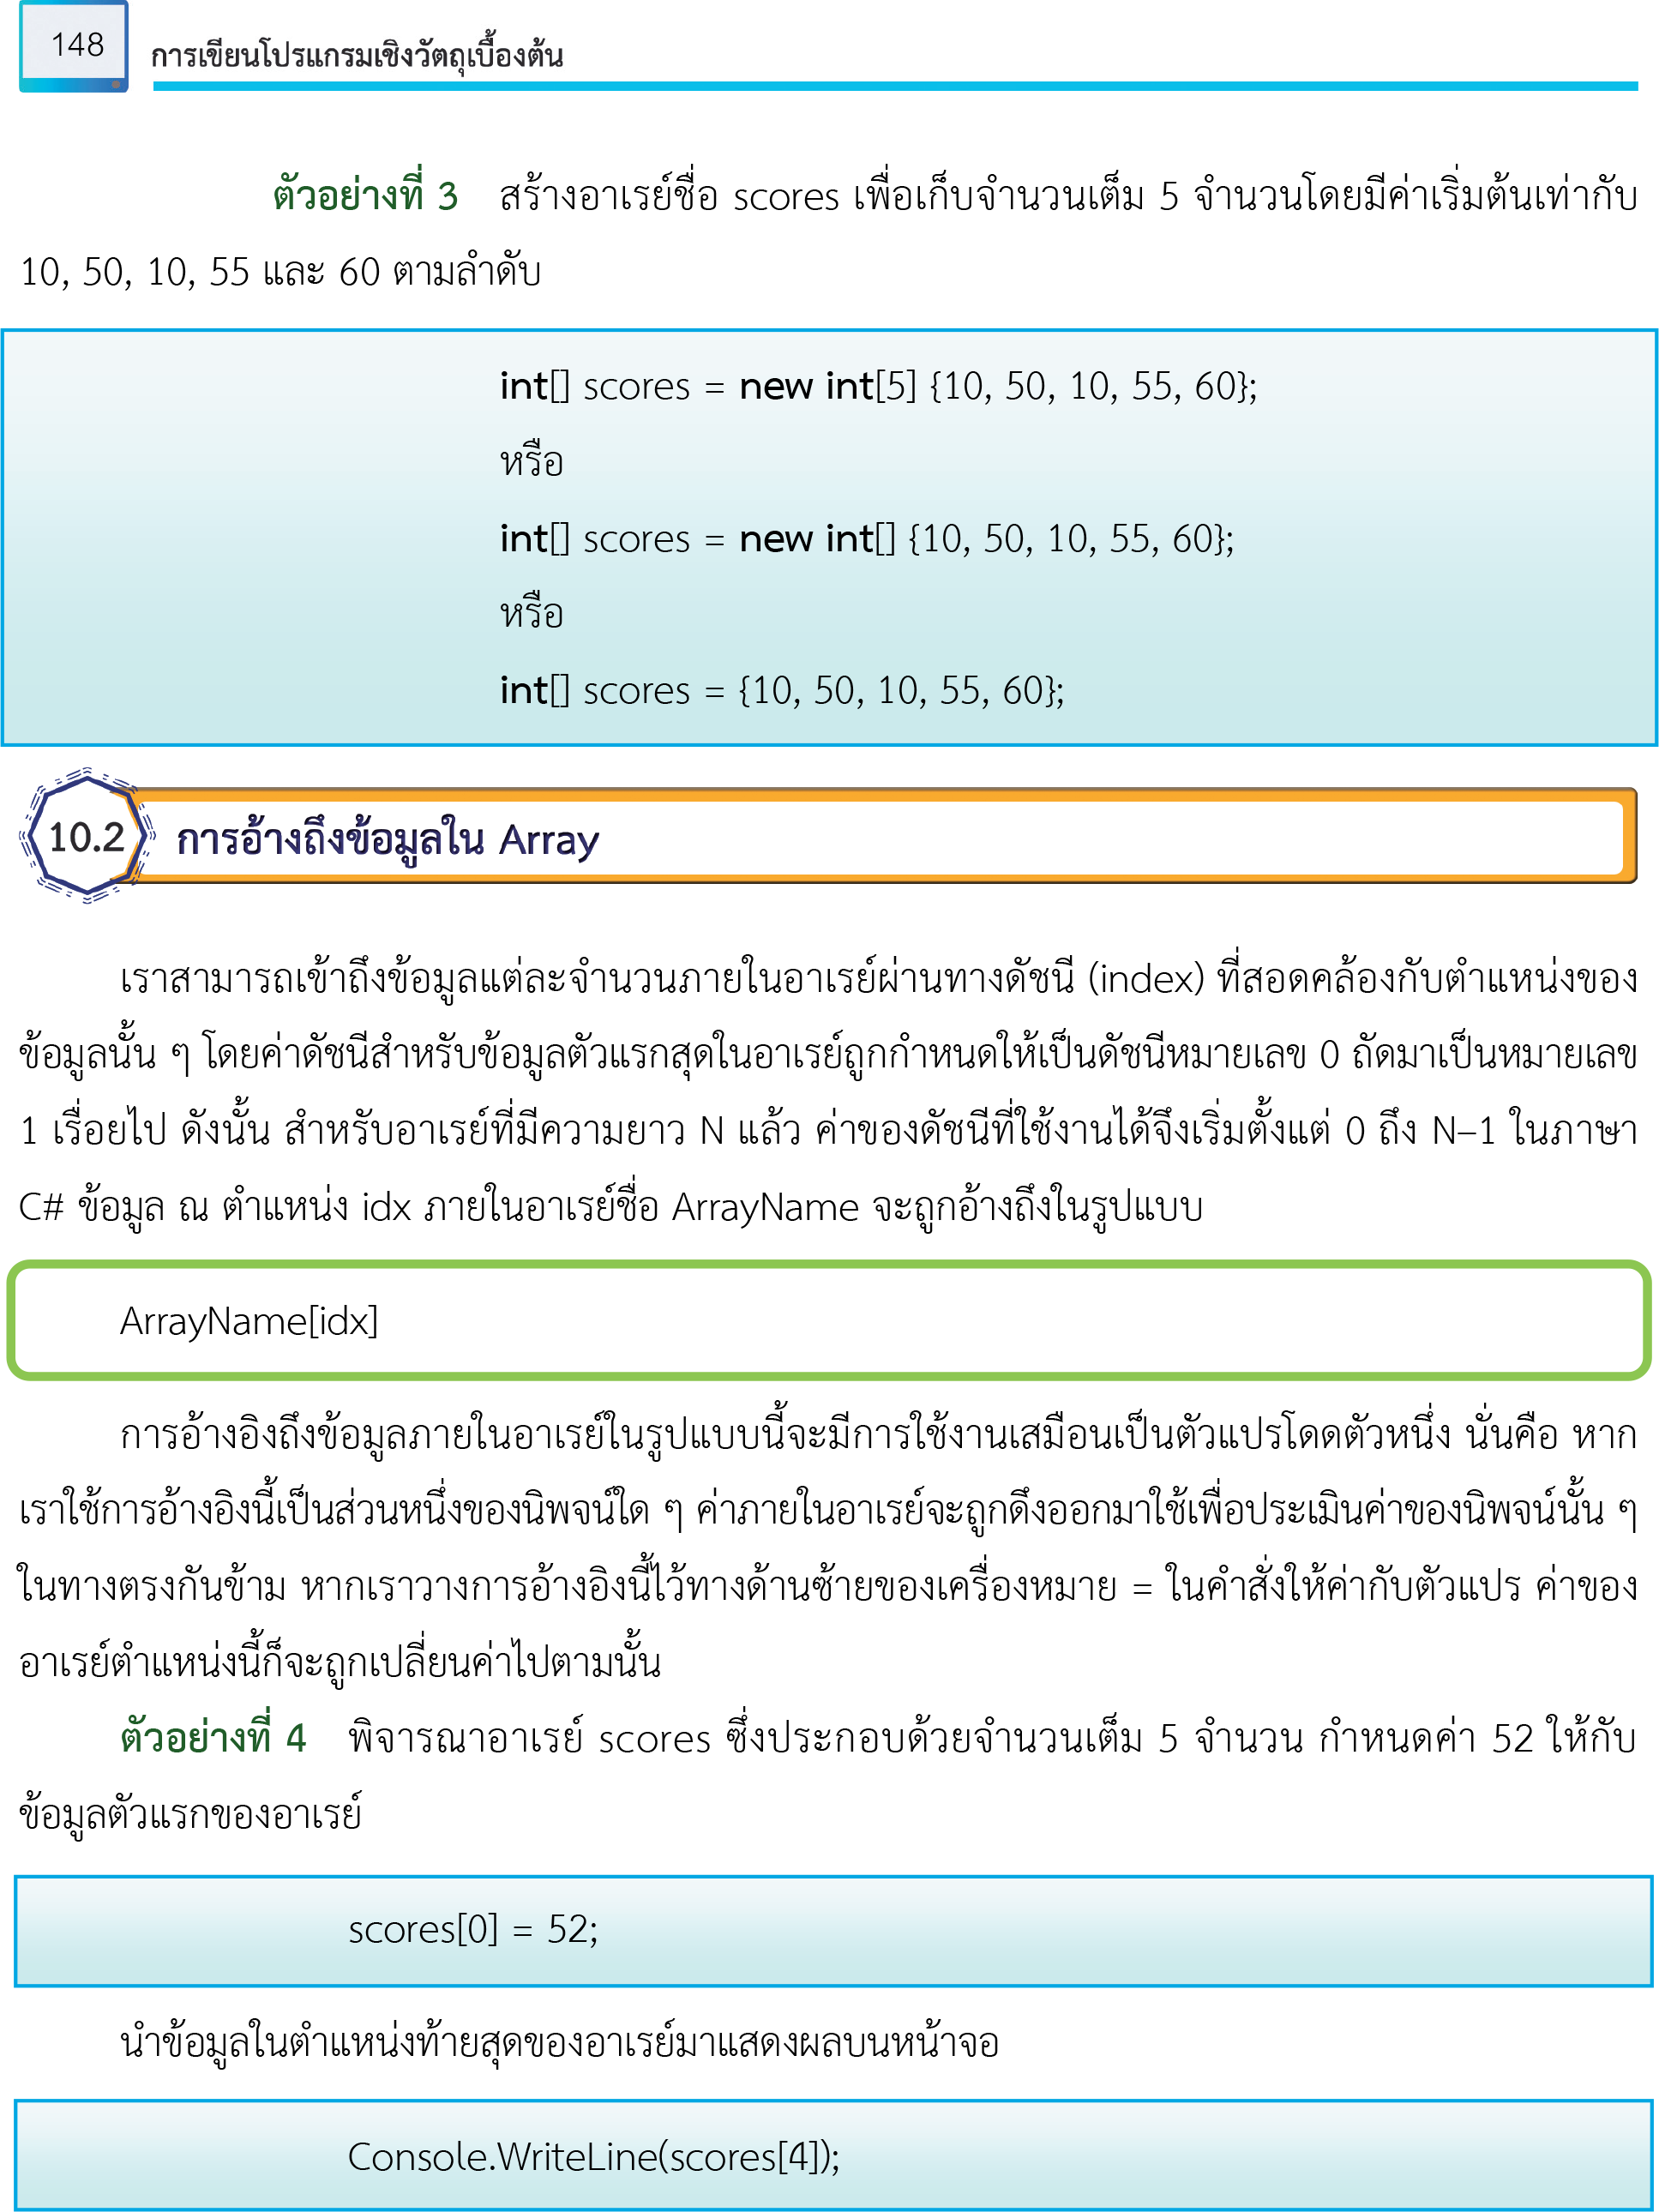 148
การเขียนโปรแกรมเชิงวัตถุเบื้องต้น
ตัวอย่างที่ 3 สร้างอาเรย์ชื่อ scores เพื่อเก็บจำนวนเต็ม 5 จำนวนโดยมีค่าเริ่มต้นเท่ากับ
10, 50, 10, 55 และ 60 ตามลำดับ
int[] scores = new int[5] {10, 50, 10, 55, 60};
หรือ
int[] scores = new int[] {10, 50, 10, 55, 60};
หรือ
int[] scores = {10, 50, 10, 55, 60};
10.2 การอ้างถึงข้อมูลใน Array
เราสามารถเข้าถึงข้อมูลแต่ละจำนวนภายในอาเรย์ผ่านทางดัชนี (index) ที่สอดคล้องกับตำแหน่งของ
ข้อมูลนั้น ๆ โดยค่าดัชนีสำหรับข้อมูลตัวแรกสุดในอาเรย์ถูกกำหนดให้เป็นดัชนีหมายเลข 0 ถัดมาเป็นหมายเลข
1 เรื่อยไป ดังนั้น สำหรับอาเรย์ที่มีความยาว N แล้ว ค่าของดัชนีที่ใช้งานได้จึงเริ่มตั้งแต่ 0 ถึง N–1 ในภาษา
C# ข้อมูล ณ ตำแหน่ง idx ภายในอาเรย์ชื่อ ArrayName จะถูกอ้างถึงในรูปแบบ
ArrayName[idx]
การอ้างอิงถึงข้อมูลภายในอาเรย์ในรูปแบบนี้จะมีการใช้งานเสมือนเป็นตัวแปรโดดตัวหนึ่ง นั่นคือ หาก
เราใช้การอ้างอิงนี้เป็นส่วนหนึ่งของนิพจน์ใด ๆ ค่าภายในอาเรย์จะถูกดึงออกมาใช้เพื่อประเมินค่าของนิพจน์นั้น ๆ
ในทางตรงกันข้าม หากเราวางการอ้างอิงนี้ไว้ทางด้านซ้ายของเครื่องหมาย = ในคำสั่งให้ค่ากับตัวแปร ค่าของ
อาเรย์ตำแหน่งนี้ก็จะถูกเปลี่ยนค่าไปตามนั้น
ตัวอย่างที่ 4 พิจารณาอาเรย์ scores ซึ่งประกอบด้วยจำนวนเต็ม 5 จำนวน กำหนดค่า 52 ให้กับ
ข้อมูลตัวแรกของอาเรย์
scores[0] = 52;
นำข้อมูลในตำแหน่งท้ายสุดของอาเรย์มาแสดงผลบนหน้าจอ
Console.WriteLine(scores[4]);